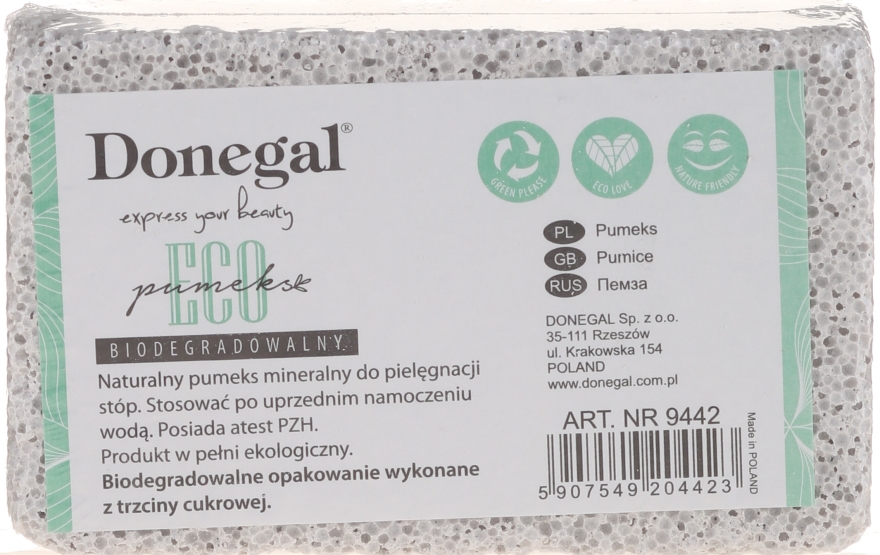 Donegal®
express your beauty
ECO
pumeks
BIODEGRADOWALNY
Naturalny pumeks mineralny do pielęgnacji
stóp. Stosować po uprzednim namoczeniu
wodą. Posiada atest PZH.
Produkt w pełni ekologiczny.
Biodegradowalne opakowanie wykonane
z trzciny cukrowej.
GREEN PLEASE
ECO LOVE
NATURE FRIENDLY
PL Pumeks
GB Pumice
RUS Пемза
DONEGAL Sp. z o.o.
35-111 Rzeszów
ul. Krakowska 154
POLAND
www.donegal.com.pl
ART. NR 9442
5 907549 204423
Made in POLAND